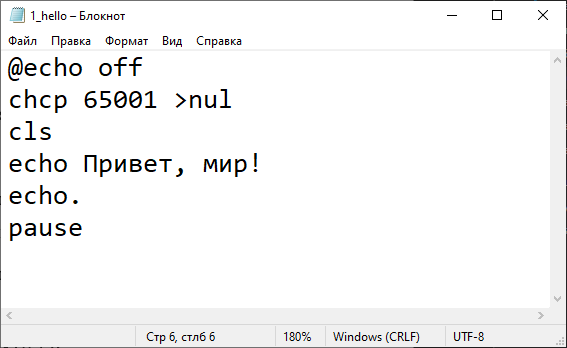 1_hello – Блокнот
Файл Правка Формат Вид Справка
@echo off
chcp 65001 >nul
cls
echo Привет, мир!
echo.
pause
Стр 6, стлб 6 180% Windows (CRLF) UTF-8